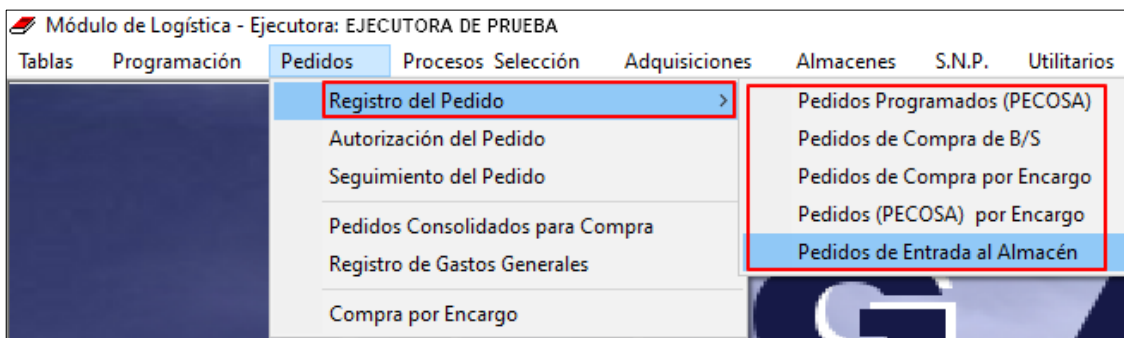 Módulo de Logística - Ejecutora: EJECUTORA DE PRUEBA
Tablas Programación Pedidos Procesos Selección Adquisiciones Almacenes S.N.P. Utilitarios
Registro del Pedido >
Autorización del Pedido
Seguimiento del Pedido
Pedidos Consolidados para Compra
Registro de Gastos Generales
Compra por Encargo
Pedidos Programados (PECOSA)
Pedidos de Compra de B/S
Pedidos de Compra por Encargo
Pedidos (PECOSA) por Encargo
Pedidos de Entrada al Almacén